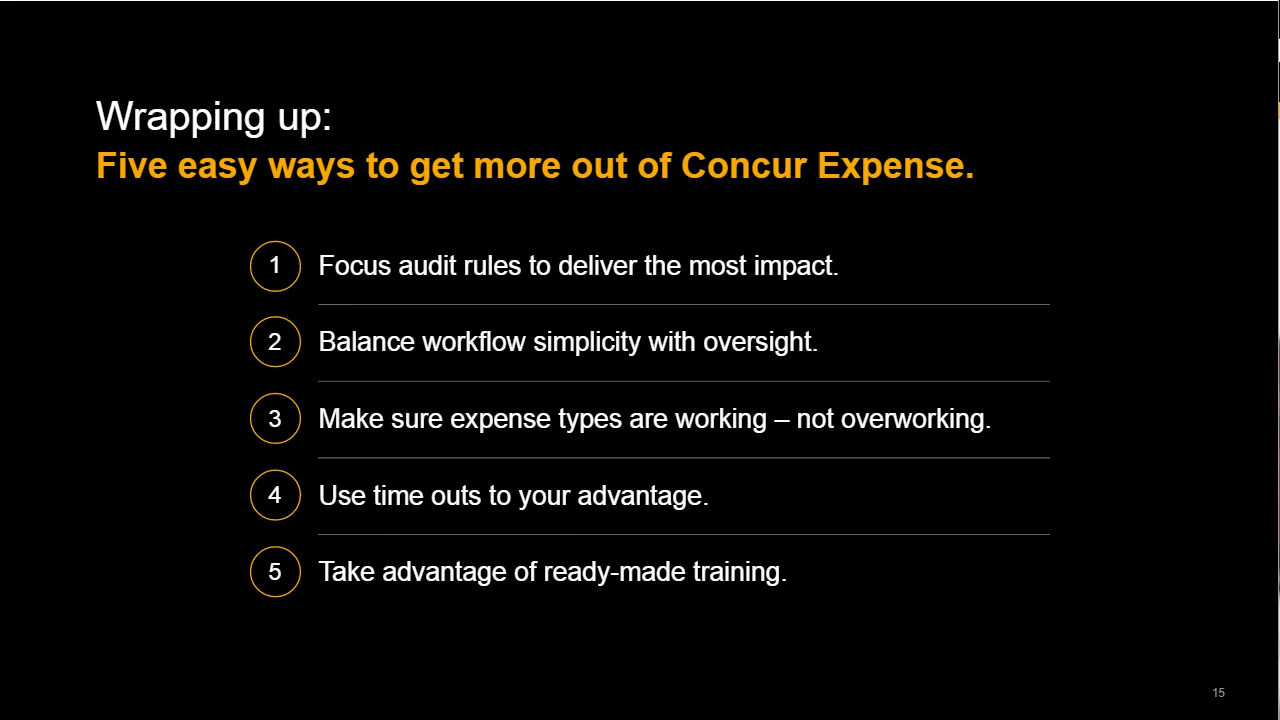 Wrapping up:
Five easy ways to get more out of Concur Expense.
1 Focus audit rules to deliver the most impact.
2 Balance workflow simplicity with oversight.
3 Make sure expense types are working – not overworking.
4 Use time outs to your advantage.
5 Take advantage of ready-made training.
15